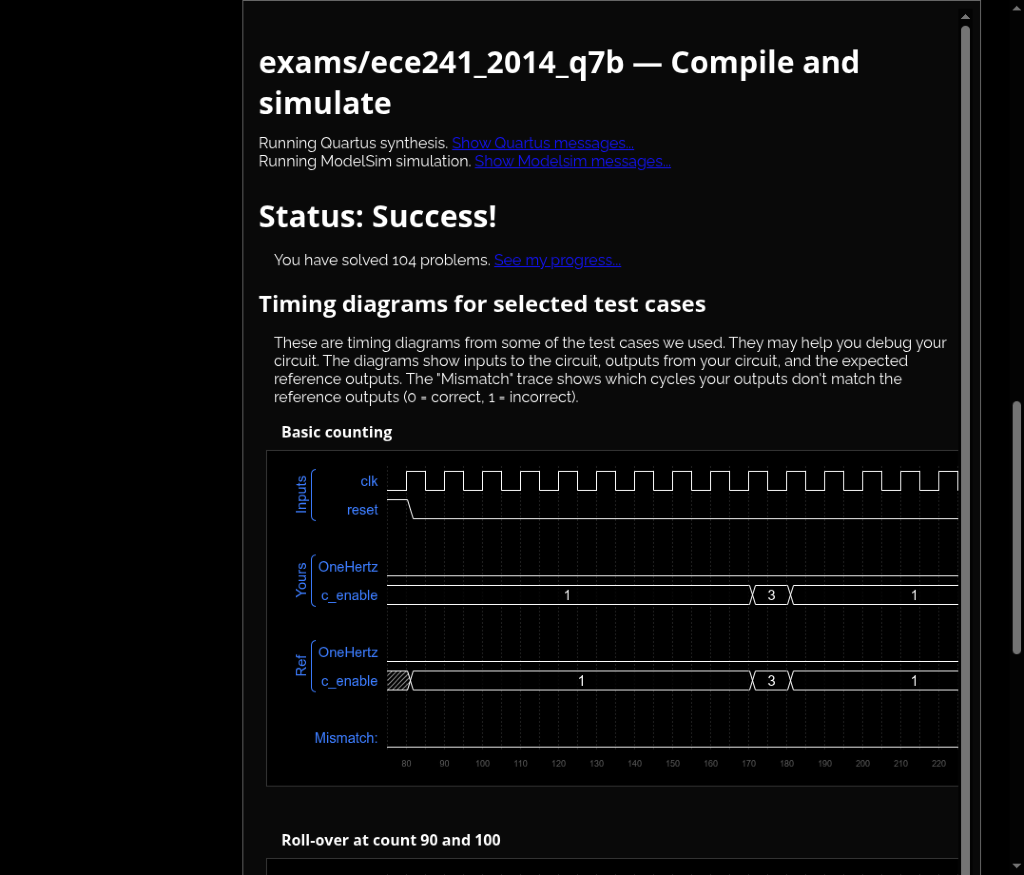 exams/ece241_2014_q7b — Compile and
simulate
Running Quartus synthesis. Show Quartus messages...
Running ModelSim simulation. Show Modelsim messages...
Status: Success!
You have solved 104 problems. See my progress...
Timing diagrams for selected test cases
These are timing diagrams from some of the test cases we used. They may help you debug your
circuit. The diagrams show inputs to the circuit, outputs from your circuit, and the expected
reference outputs. The "Mismatch" trace shows which cycles your outputs don't match the
reference outputs (0 = correct, 1 = incorrect).
Basic counting
Inputs
clk
reset
Yours
OneHertz
c_enable 1 3 1
Ref
OneHertz
c_enable 1 3 1
Mismatch:
80 90 100 110 120 130 140 150 160 170 180 190 200 210 220
Roll-over at count 90 and 100